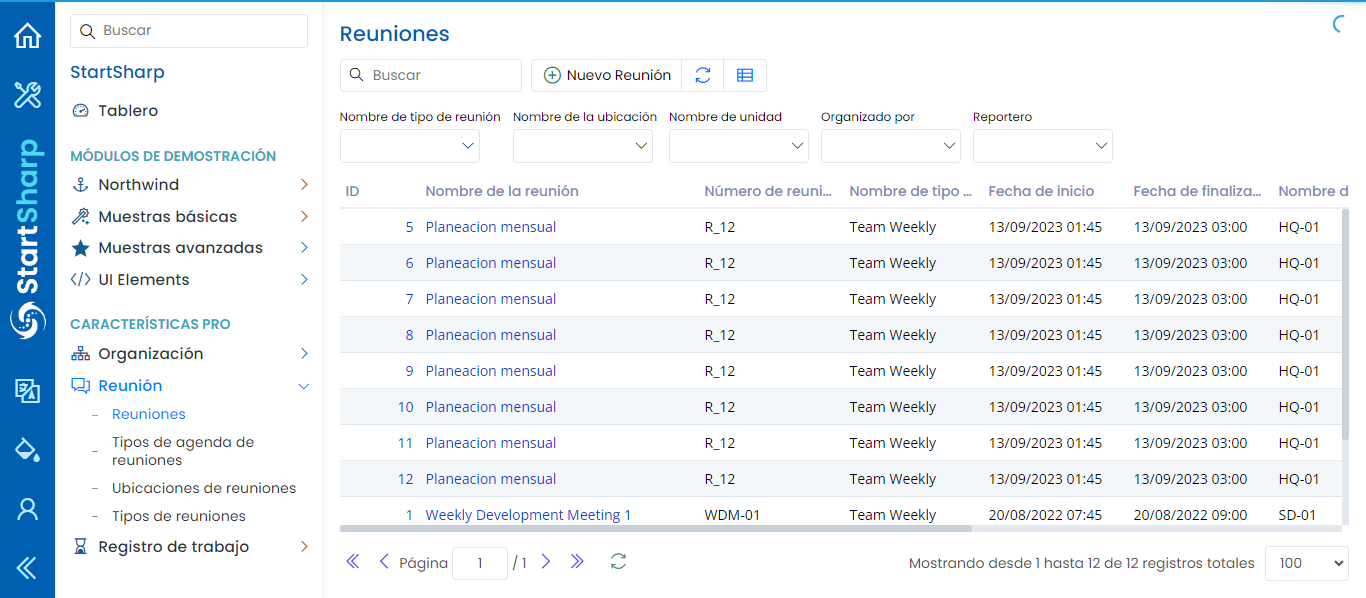 StartSharp
Buscar
StartSharp
Tablero
MÓDULOS DE DEMOSTRACIÓN
Northwind
Muestras básicas
Muestras avanzadas
UI Elements
CARACTERÍSTICAS PRO
Organización
Reunión
Reuniones
Tipos de agenda de
reuniones
Ubicaciones de reuniones
Tipos de reuniones
Registro de trabajo
Reuniones
Buscar Nuevo Reunión
Nombre de tipo de reunión Nombre de la ubicación Nombre de unidad Organizado por Reportero
ID Nombre de la reunión Número de reuni... Nombre de tipo ... Fecha de inicio Fecha de finaliza... Nombre d
5 Planeacion mensual R_12 Team Weekly 13/09/2023 01:45 13/09/2023 03:00 HQ-01
6 Planeacion mensual R_12 Team Weekly 13/09/2023 01:45 13/09/2023 03:00 HQ-01
7 Planeacion mensual R_12 Team Weekly 13/09/2023 01:45 13/09/2023 03:00 HQ-01
8 Planeacion mensual R_12 Team Weekly 13/09/2023 01:45 13/09/2023 03:00 HQ-01
9 Planeacion mensual R_12 Team Weekly 13/09/2023 01:45 13/09/2023 03:00 HQ-01
10 Planeacion mensual R_12 Team Weekly 13/09/2023 01:45 13/09/2023 03:00 HQ-01
11 Planeacion mensual R_12 Team Weekly 13/09/2023 01:45 13/09/2023 03:00 HQ-01
12 Planeacion mensual R_12 Team Weekly 13/09/2023 01:45 13/09/2023 03:00 HQ-01
1 Weekly Development Meeting 1 WDM-01 Team Weekly 20/08/2022 07:45 20/08/2022 09:00 SD-01
Página 1 / 1 Mostrando desde 1 hasta 12 de 12 registros totales 100